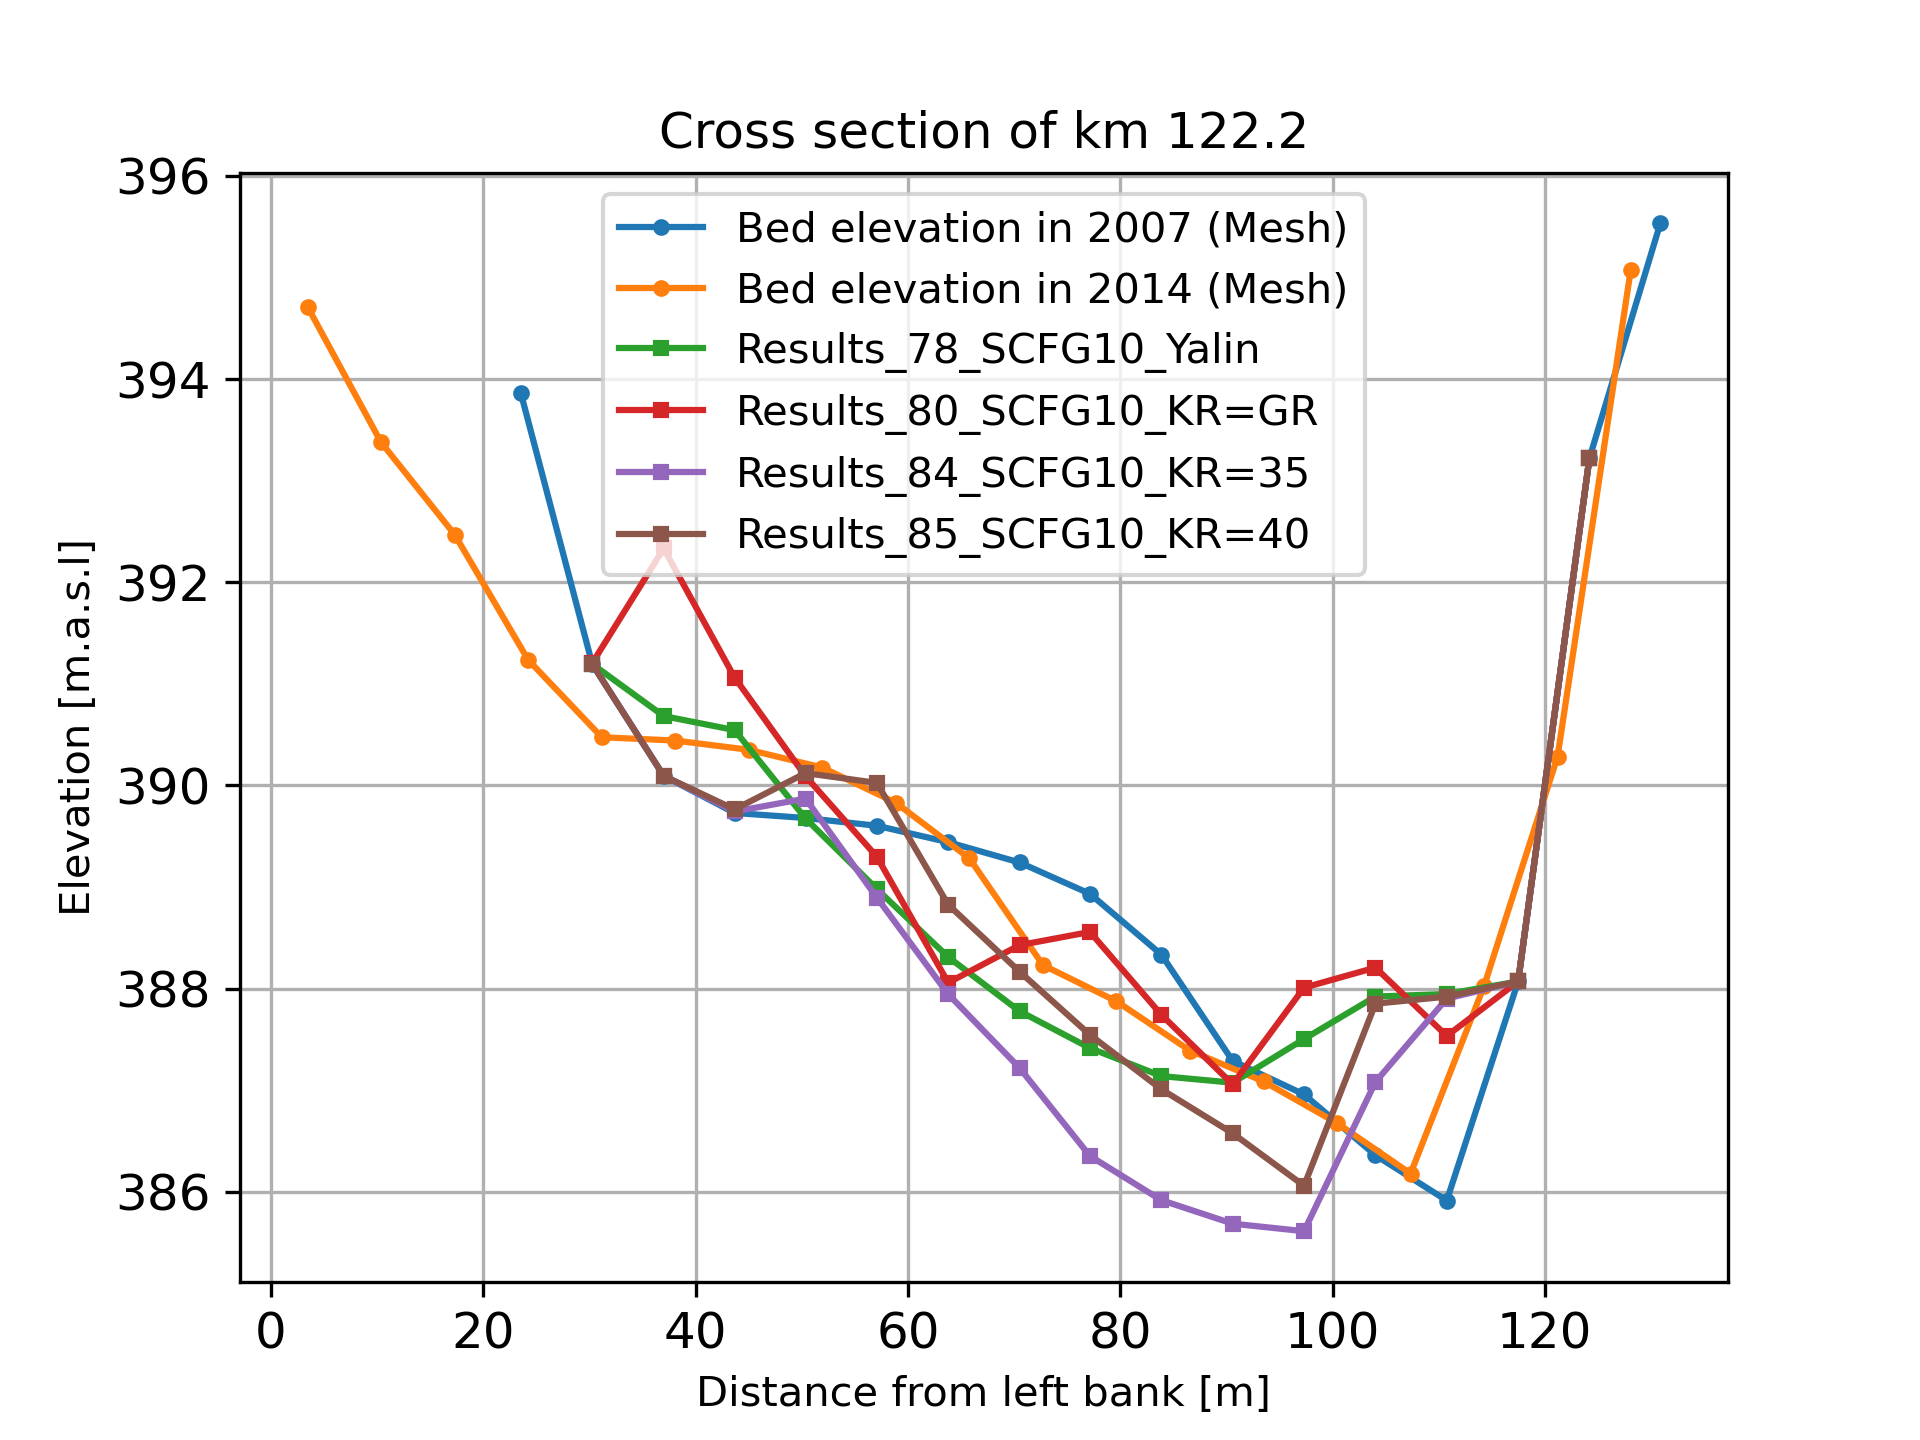 Cross section of km 122.2
396
394
392
390
388
386
Elevation [m.a.s.l]
Bed elevation in 2007 (Mesh)
Bed elevation in 2014 (Mesh)
Results_78_SCFG10_Yalin
Results_80_SCFG10_KR=GR
Results_84_SCFG10_KR=35
Results_85_SCFG10_KR=40
0 20 40 60 80 100 120
Distance from left bank [m]